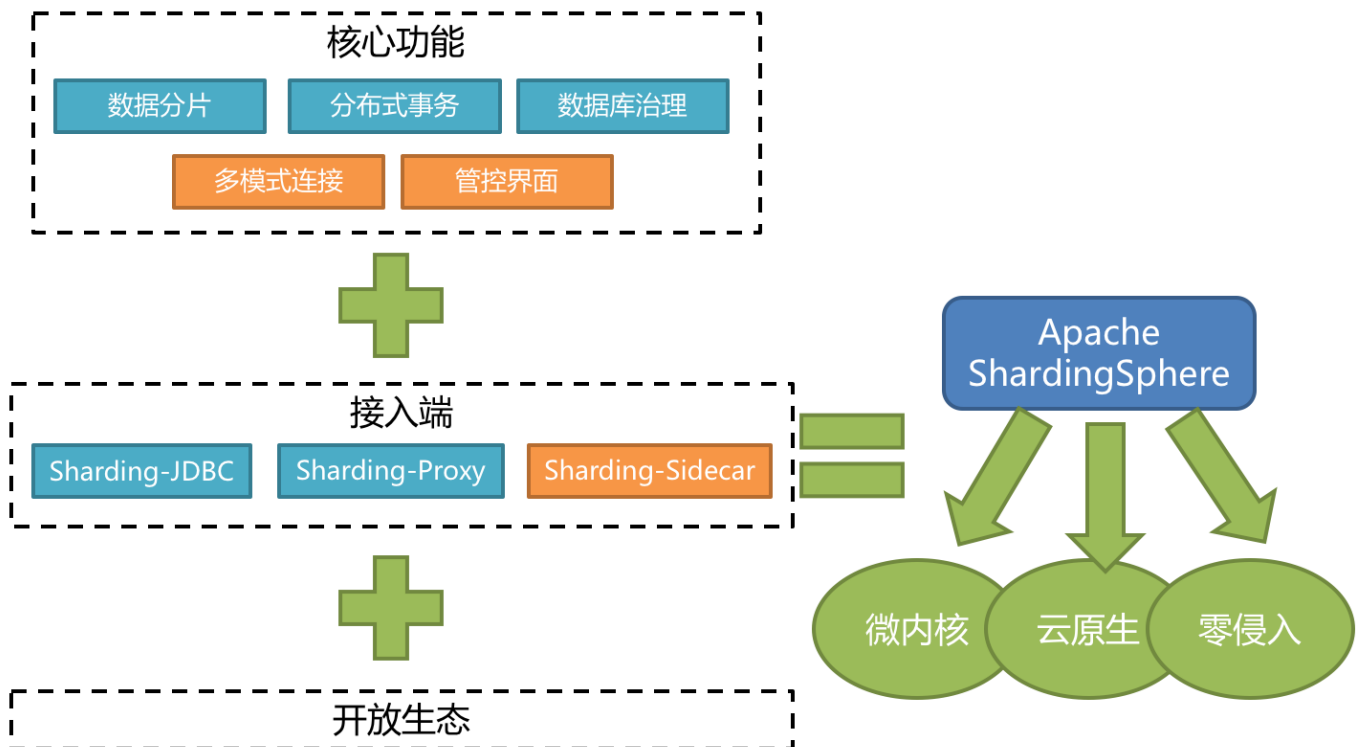 核心功能
数据分片
分布式事务
数据库治理
多模式连接
管控界面
接入端
Sharding-JDBC
Sharding-Proxy
Sharding-Sidecar
开放生态
Apache
ShardingSphere
微内核
云原生
零侵入